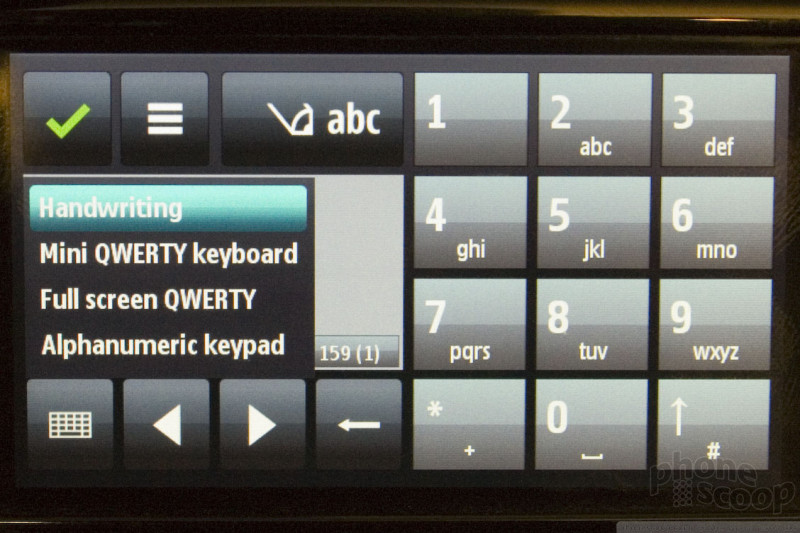 abc
Handwriting
Mini QWERTY keyboard
Full screen QWERTY
Alphanumeric keypad
159 (1)
1
2
abc
3
def
4
ghi
5
jkl
6
mno
7
pqrs
8
tuv
9
wxyz
*
+
0
#
phone
scoop